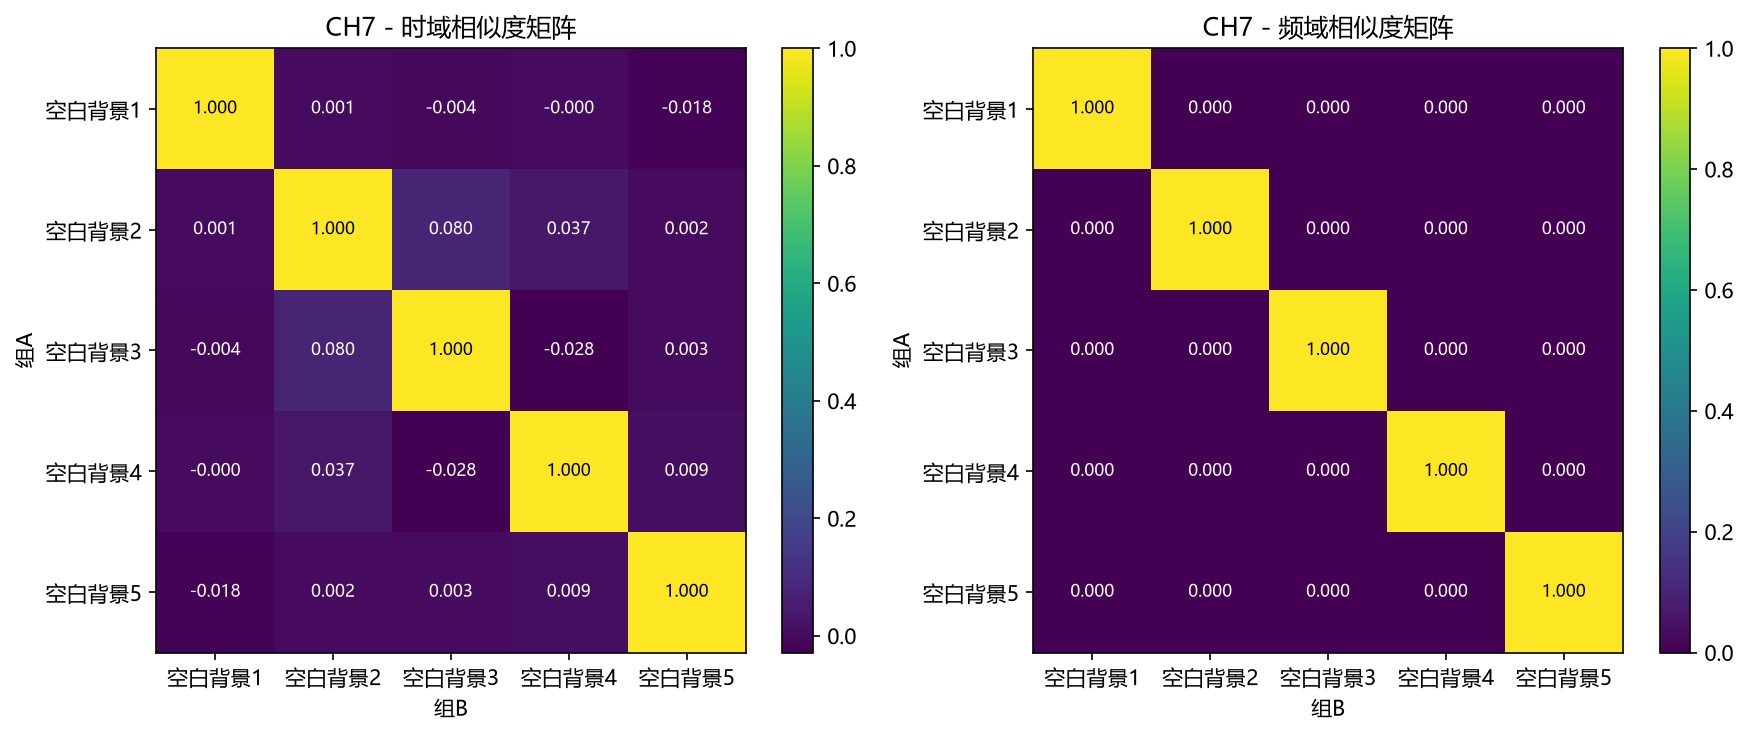 CH7 - 时域相似度矩阵
空白背景1 1.000 0.001 -0.004 -0.000 -0.018
空白背景2 0.001 1.000 0.080 0.037 0.002
空白背景3 -0.004 0.080 1.000 -0.028 0.003
空白背景4 -0.000 0.037 -0.028 1.000 0.009
空白背景5 -0.018 0.002 0.003 0.009 1.000
空白背景1 空白背景2 空白背景3 空白背景4 空白背景5
组A
组B
1.0
0.8
0.6
0.4
0.2
0.0
CH7 - 频域相似度矩阵
空白背景1 1.000 0.000 0.000 0.000 0.000
空白背景2 0.000 1.000 0.000 0.000 0.000
空白背景3 0.000 0.000 1.000 0.000 0.000
空白背景4 0.000 0.000 0.000 1.000 0.000
空白背景5 0.000 0.000 0.000 0.000 1.000
空白背景1 空白背景2 空白背景3 空白背景4 空白背景5
组A
组B
1.0
0.8
0.6
0.4
0.2
0.0